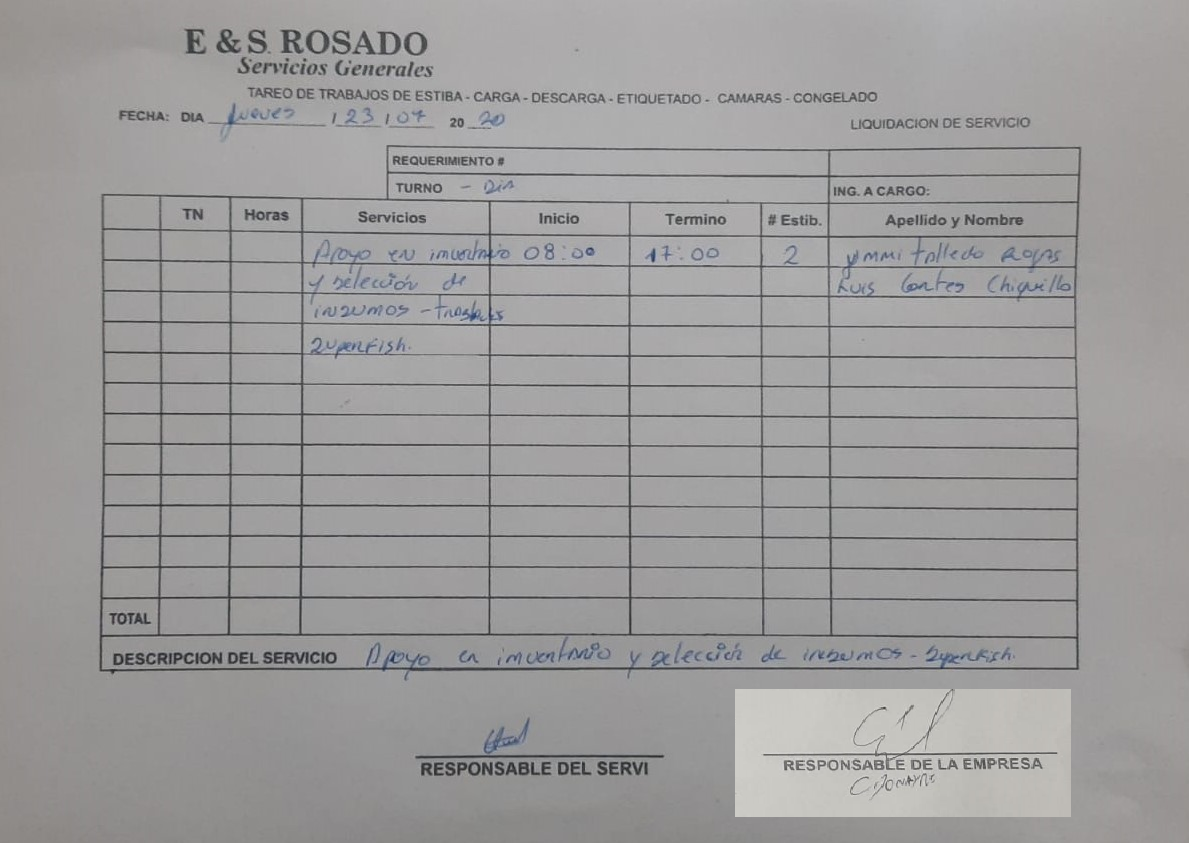 E & S. ROSADO
Servicios Generales
TAREO DE TRABAJOS DE ESTIBA - CARGA - DESCARGA - ETIQUETADO - CAMARAS - CONGELADO
FECHA: DIA Jueves / 23 / 07 20 20
LIQUIDACION DE SERVICIO
REQUERIMIENTO #
TURNO - Dia ING. A CARGO:
TN Horas Servicios Inicio Termino # Estib. Apellido y Nombre
Apoyo en inventario 08:00 17:00 2 Ymmi Talledo Rojas
y selección de Luis Cortes Chiquillo
insumos - traslados
superfish.
TOTAL
DESCRIPCION DEL SERVICIO Apoyo en inventario y selección de insumos - superfish.
RESPONSABLE DEL SERVI
RESPONSABLE DE LA EMPRESA